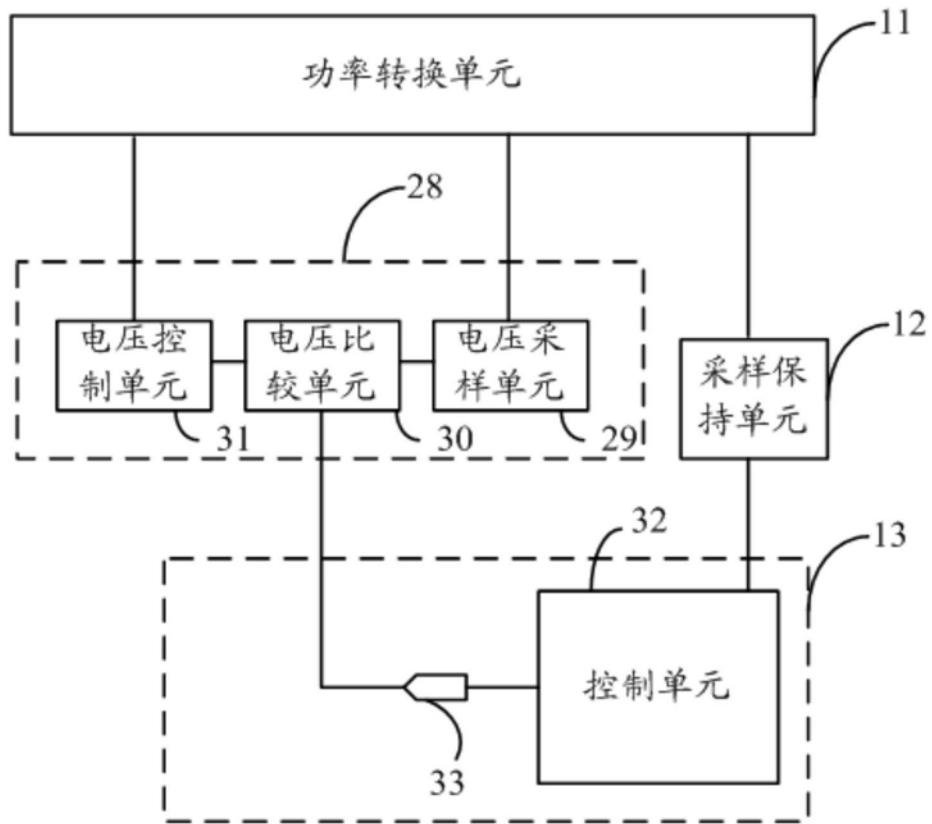 11
功率转换单元
28
电压控
制单元
电压比
较单元
电压采
样单元
12
采样保
持单元
31
30
29
32
13
控制单元
33